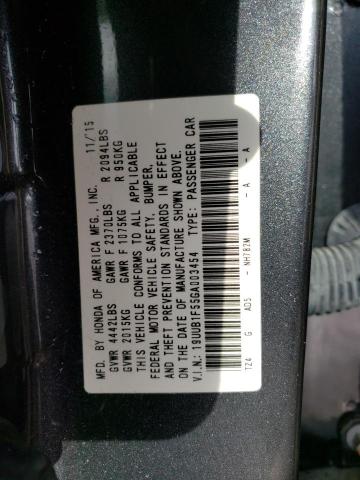 MFD. BY HONDA OF AMERICA MFG., INC. 11/15
GVWR 4442LBS GAWR F 2370LBS R 2094LBS
GVWR 2015KG GAWR F 1075KG R 950KG
THIS VEHICLE CONFORMS TO ALL APPLICABLE
FEDERAL MOTOR VEHICLE SAFETY, BUMPER,
AND THEFT PREVENTION STANDARDS IN EFFECT
ON THE DATE OF MANUFACTURE SHOWN ABOVE.
V.I.N.: 19UUB1F55GA003454 TYPE: PASSENGER CAR
TZ4 G AD5 - NH782M - A - A